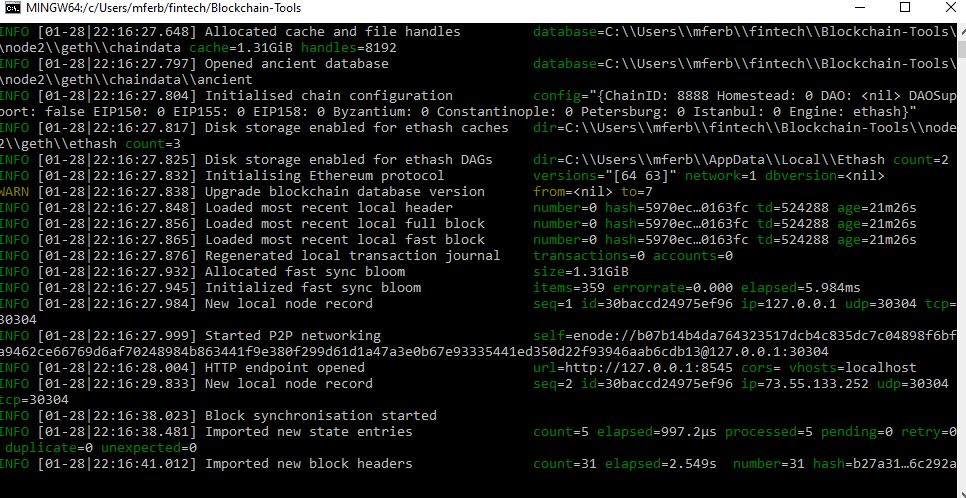 MINGW64:/c/Users/mferb/fintech/Blockchain-Tools
INFO [01-28|22:16:27.648] Allocated cache and file handles database=C:\\Users\\mferb\\fintech\\Blockchain-Tools\
\node2\\geth\\chaindata cache=1.31GiB handles=8192
INFO [01-28|22:16:27.797] Opened ancient database database=C:\\Users\\mferb\\fintech\\Blockchain-Tools\
\node2\\geth\\chaindata\\ancient
INFO [01-28|22:16:27.804] Initialised chain configuration config="{ChainID: 8888 Homestead: 0 DAO: <nil> DAOSup
port: false EIP150: 0 EIP155: 0 EIP158: 0 Byzantium: 0 Constantinople: 0 Petersburg: 0 Istanbul: 0 Engine: ethash}"
INFO [01-28|22:16:27.817] Disk storage enabled for ethash caches dir=C:\\Users\\mferb\\fintech\\Blockchain-Tools\\node
2\\geth\\ethash count=3
INFO [01-28|22:16:27.825] Disk storage enabled for ethash DAGs dir=C:\\Users\\mferb\\AppData\\Local\\Ethash count=2
INFO [01-28|22:16:27.832] Initialising Ethereum protocol versions="[64 63]" network=1 dbversion=<nil>
WARN [01-28|22:16:27.838] Upgrade blockchain database version from=<nil> to=7
INFO [01-28|22:16:27.848] Loaded most recent local header number=0 hash=5970ec…0163fc td=524288 age=21m26s
INFO [01-28|22:16:27.856] Loaded most recent local full block number=0 hash=5970ec…0163fc td=524288 age=21m26s
INFO [01-28|22:16:27.865] Loaded most recent local fast block number=0 hash=5970ec…0163fc td=524288 age=21m26s
INFO [01-28|22:16:27.876] Regenerated local transaction journal transactions=0 accounts=0
INFO [01-28|22:16:27.932] Allocated fast sync bloom size=1.31GiB
INFO [01-28|22:16:27.945] Initialized fast sync bloom items=359 errorrate=0.000 elapsed=5.984ms
INFO [01-28|22:16:27.984] New local node record seq=1 id=30baccd24975ef96 ip=127.0.0.1 udp=30304 tcp=
30304
INFO [01-28|22:16:27.999] Started P2P networking self=enode://b07b14b4da764323517dcb4c835dc7c04898f6bf
a9462ce66769d6af70248984b863441f9e380f299d61d1a47a3e0b67e93335441ed350d22f93946aab6cdb13@127.0.0.1:30304
INFO [01-28|22:16:28.004] HTTP endpoint opened url=http://127.0.0.1:8545 cors= vhosts=localhost
INFO [01-28|22:16:29.833] New local node record seq=2 id=30baccd24975ef96 ip=73.55.133.252 udp=30304
tcp=30304
INFO [01-28|22:16:38.023] Block synchronisation started
INFO [01-28|22:16:38.481] Imported new state entries count=5 elapsed=997.2µs processed=5 pending=0 retry=0
duplicate=0 unexpected=0
INFO [01-28|22:16:41.012] Imported new block headers count=31 elapsed=2.549s number=31 hash=b27a31…6c292a